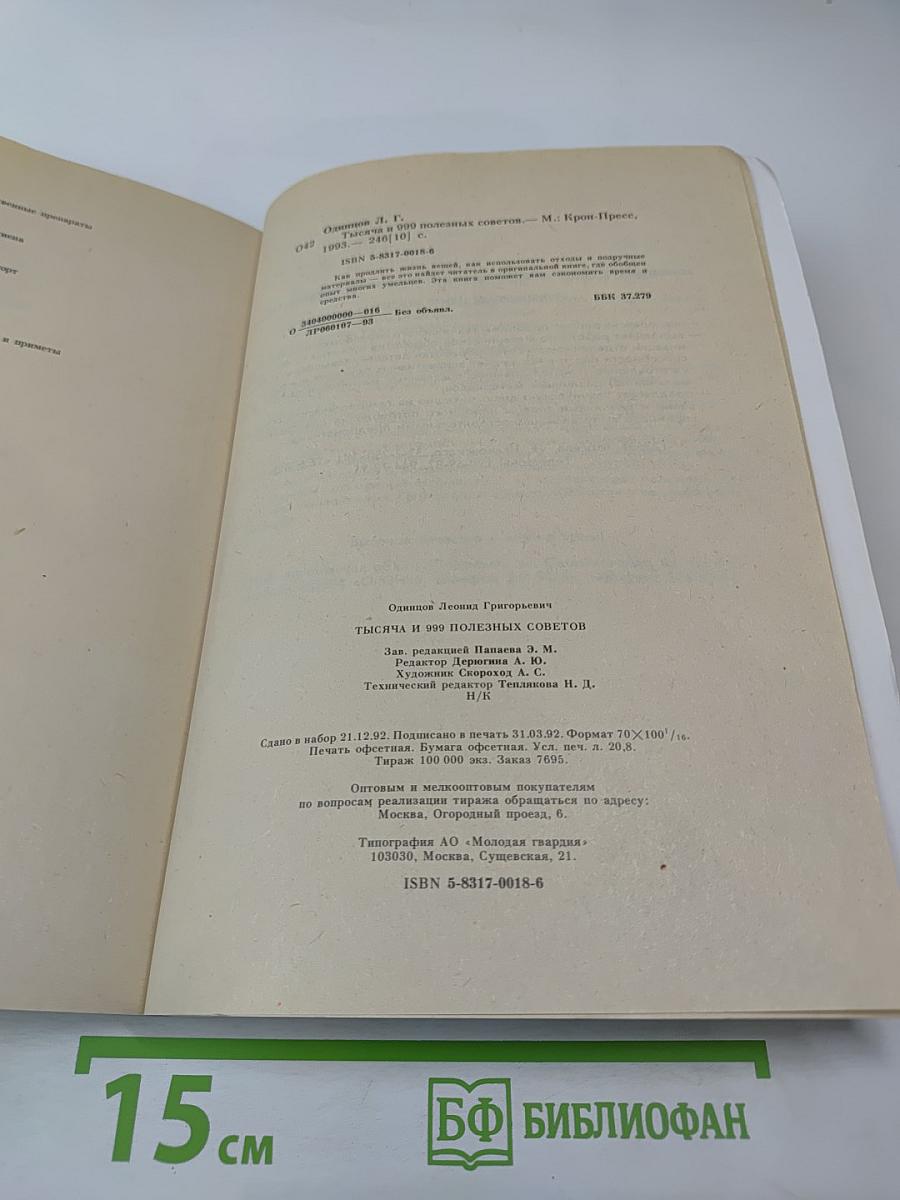 венные препараты
гиена
орт
и приметы
Одинцов Л. Г.
О42 Тысяча и 999 полезных советов.— М.: Крон-Пресс,
1993.— 246[10] с.
ISBN 5-8317-0018-6
Как продлить жизнь вещей, как использовать отходы и подручные
материалы — все это найдет читатель в оригинальной книге, где обобщен
опыт многих умельцев. Эта книга поможет вам сэкономить время и
средства.
ББК 37.279
О 3404000000—016 Без объявл.
ЛР060107—93
Одинцов Леонид Григорьевич
ТЫСЯЧА И 999 ПОЛЕЗНЫХ СОВЕТОВ
Зав. редакцией Папаева Э. М.
Редактор Дерюгина А. Ю.
Художник Скороход А. С.
Технический редактор Теплякова Н. Д.
Н/К
Сдано в набор 21.12.92. Подписано в печать 31.03.92. Формат 70×100¹/₁₆.
Печать офсетная. Бумага офсетная. Усл. печ. л. 20,8.
Тираж 100 000 экз. Заказ 7695.
Оптовым и мелкооптовым покупателям
по вопросам реализации тиража обращаться по адресу:
Москва, Огородный проезд, 6.
Типография АО «Молодая гвардия»
103030, Москва, Сущевская, 21.
ISBN 5-8317-0018-6
15 см
БФ БИБЛИОФАН